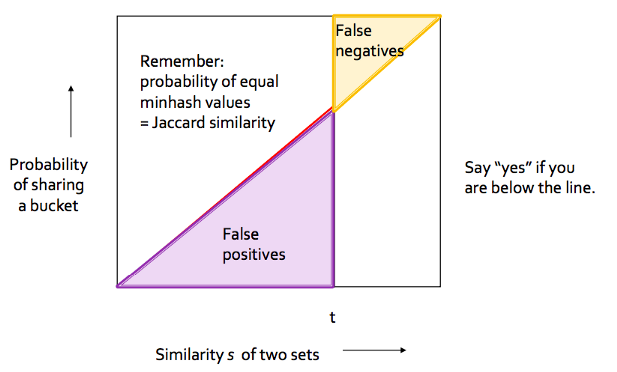 False
negatives
Remember:
probability of equal
minhash values
= Jaccard similarity
Probability
of sharing
a bucket
Say “yes” if you
are below the line.
False
positives
t
Similarity s of two sets